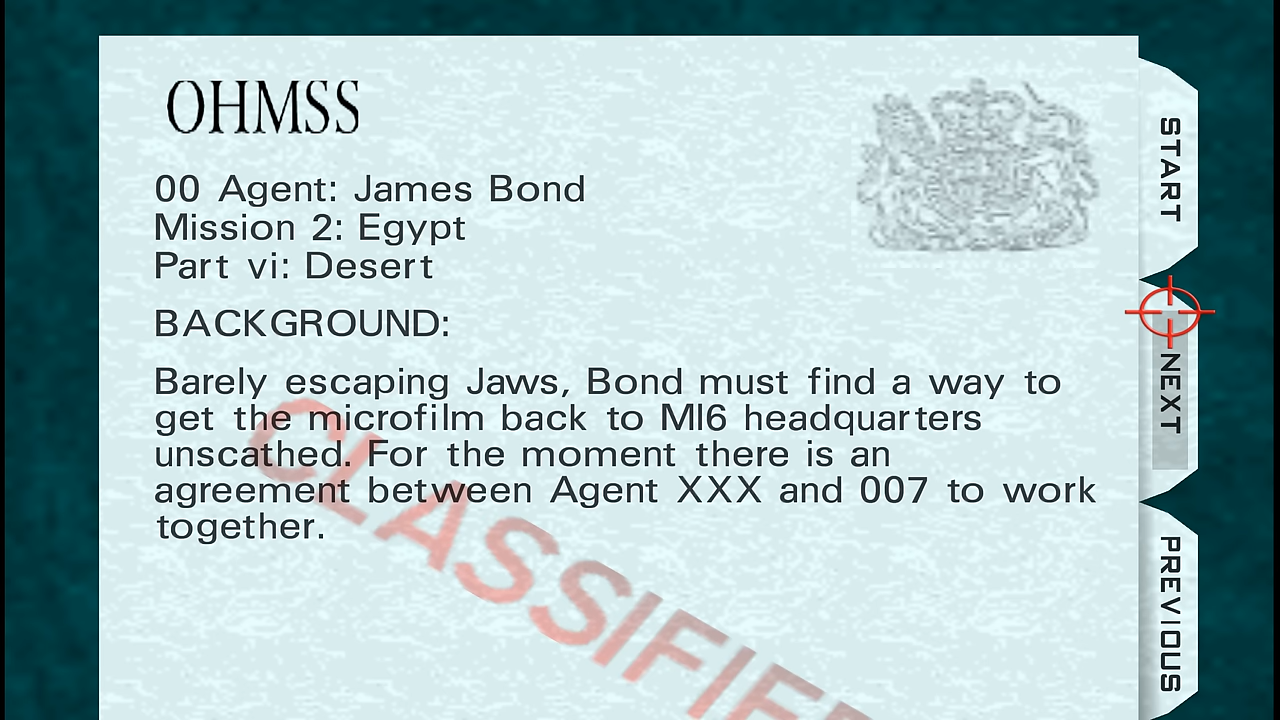 OHMSS
00 Agent: James Bond
Mission 2: Egypt
Part vi: Desert
BACKGROUND:
Barely escaping Jaws, Bond must find a way to
get the microfilm back to MI6 headquarters
unscathed. For the moment there is an
agreement between Agent XXX and 007 to work
together.
CLASSIFIE
START
NEXT
PREVIOUS